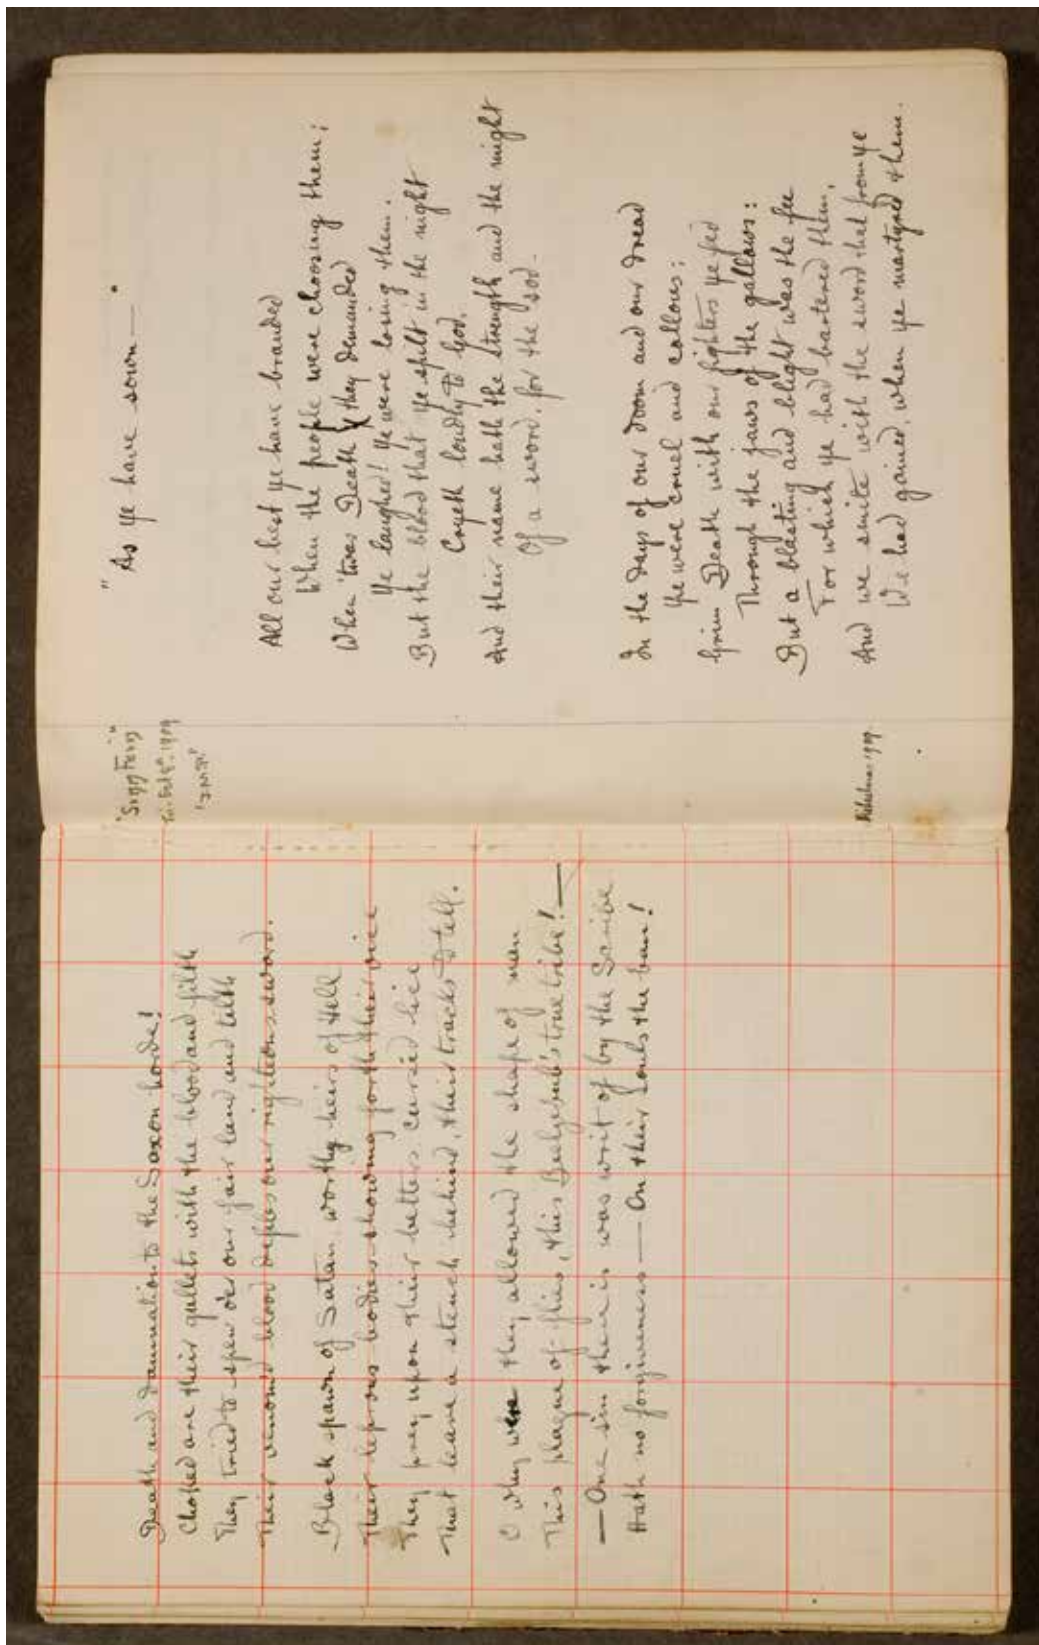 Death and damnation to the Saxon horde!
Choked are their gullets with the blood and filth
They tried to spew o'er our fair land and tilth
Their venom'd blood defiles our righteous sword.
Black spawn of Satan, worthy heirs of Hell
Their leprous bodies showing forth their vice
They prey upon their betters. Cursed lice
That leave a stench behind, their tracks to tell.
O why were they allowed the shape of man
This plague of flies, this Beelzebub's true tribe! —
— One sin there is was writ of by the Scribe
Hath no forgiveness — On their souls the ban!
"
"As ye have sown —
All our best ye have branded
When the people were choosing them;
When 'twas Death they demanded
Ye laughed! Ye were losing them.
But the blood that ye spilt in the night
Cryeth loudly to God,
And their name hath the strength and the might
Of a sword, for the sod.
In the days of our doom and our dread
Ye were cruel and callous:
Grim Death with our fighters ye fed
Through the jaws of the gallows:
But a blasting and blight was the fee
For which ye had bartered them,
And we smite with the sword that from ye
We had gained, when ye martyred them.
1909
1909.